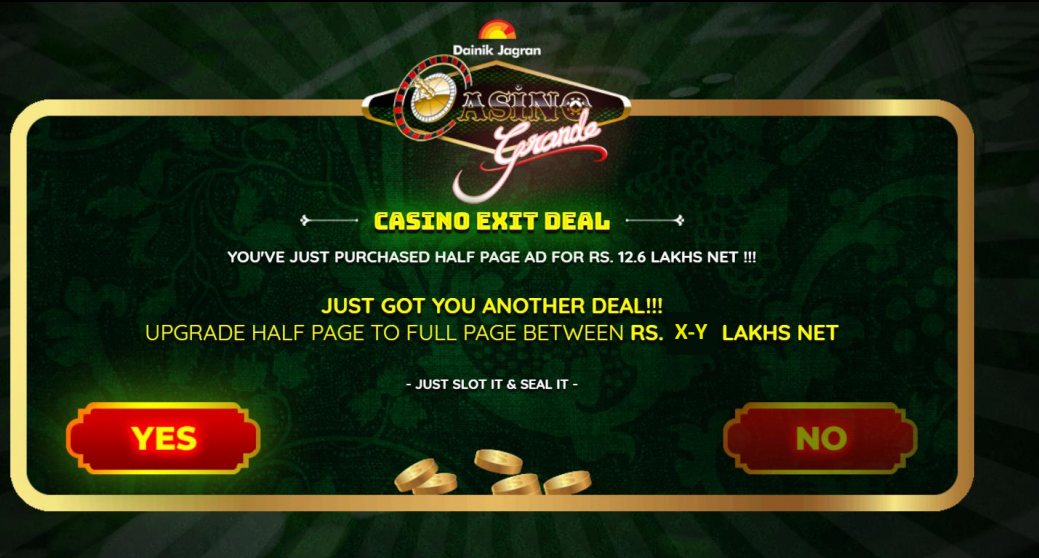 Dainik Jagran
CASINO
Grande
CASINO EXIT DEAL
YOU'VE JUST PURCHASED HALF PAGE AD FOR RS. 12.6 LAKHS NET !!!
JUST GOT YOU ANOTHER DEAL!!!
UPGRADE HALF PAGE TO FULL PAGE BETWEEN RS. X-Y LAKHS NET
- JUST SLOT IT & SEAL IT -
YES
NO